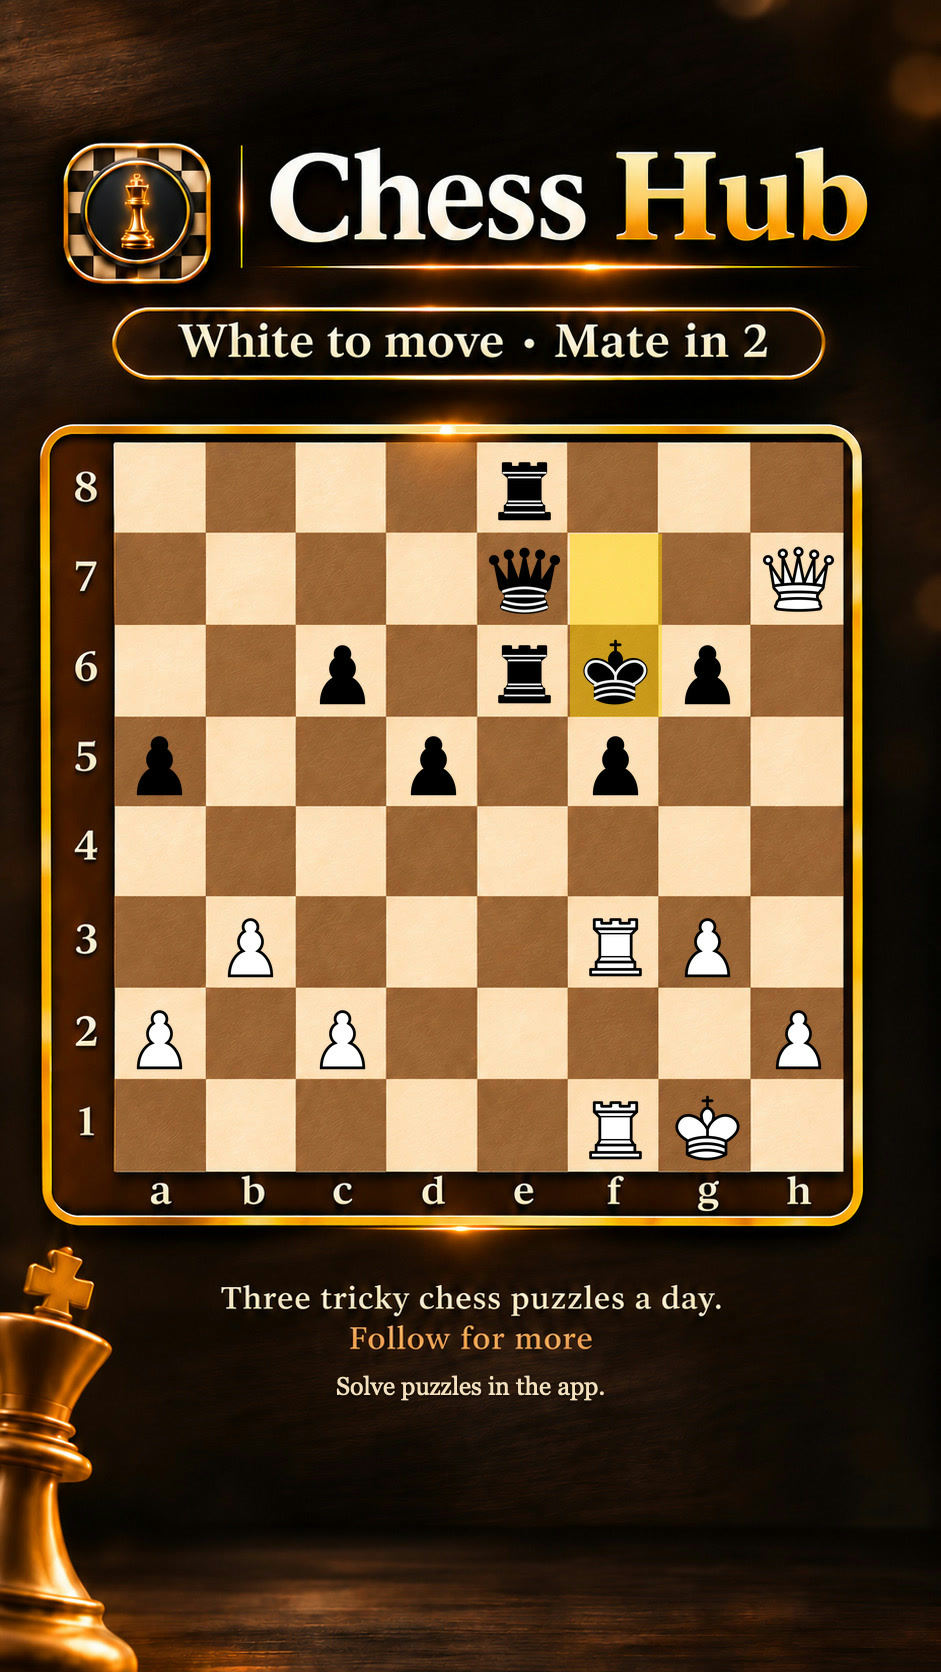 Chess Hub
White to move • Mate in 2
8
7
6
5
4
3
2
1
a b c d e f g h
Three tricky chess puzzles a day.
Follow for more
Solve puzzles in the app.